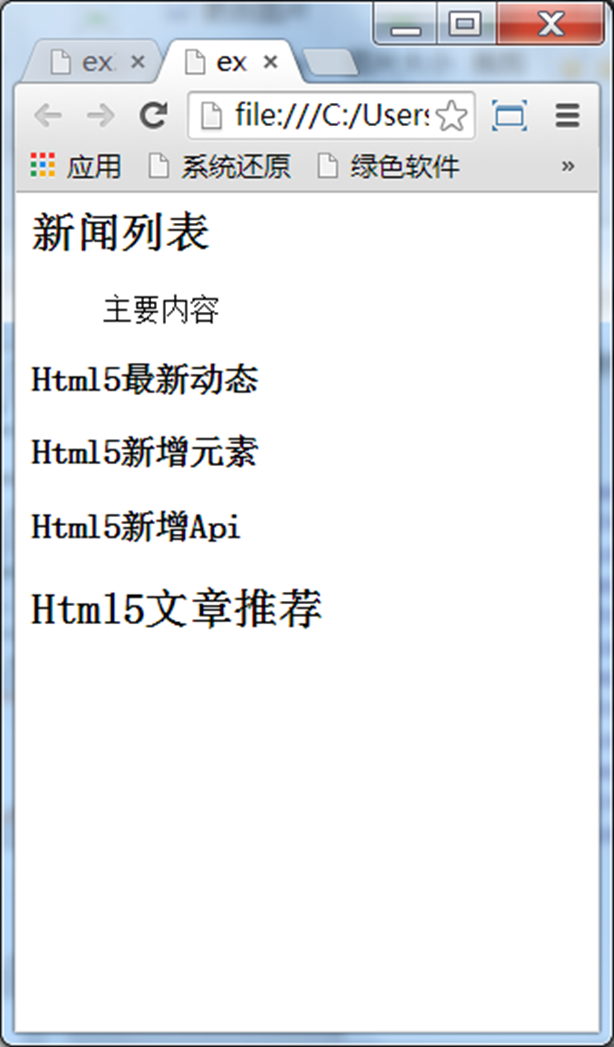 ex
ex
file:///C:/Users
应用 系统还原 绿色软件 »
新闻列表
主要内容
Html5最新动态
Html5新增元素
Html5新增Api
Html5文章推荐